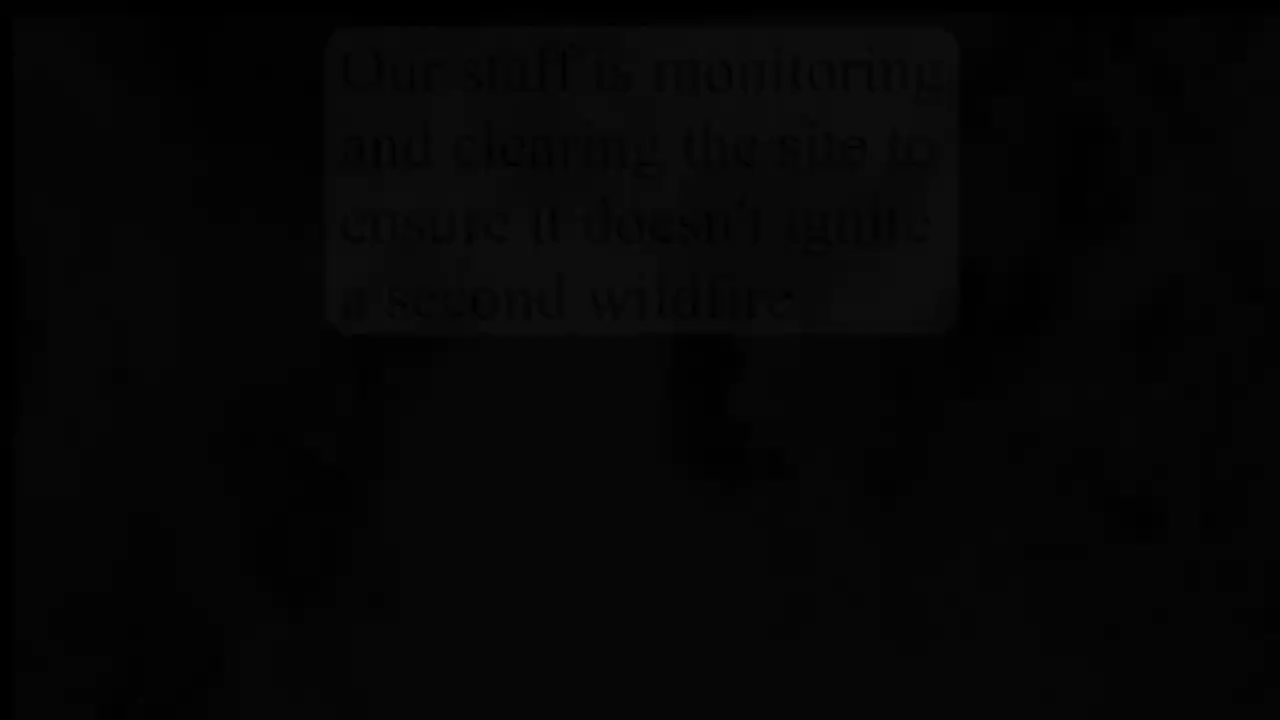 Our staff is monitoring
and clearing the site to
ensure it doesn't ignite
a second wildfire